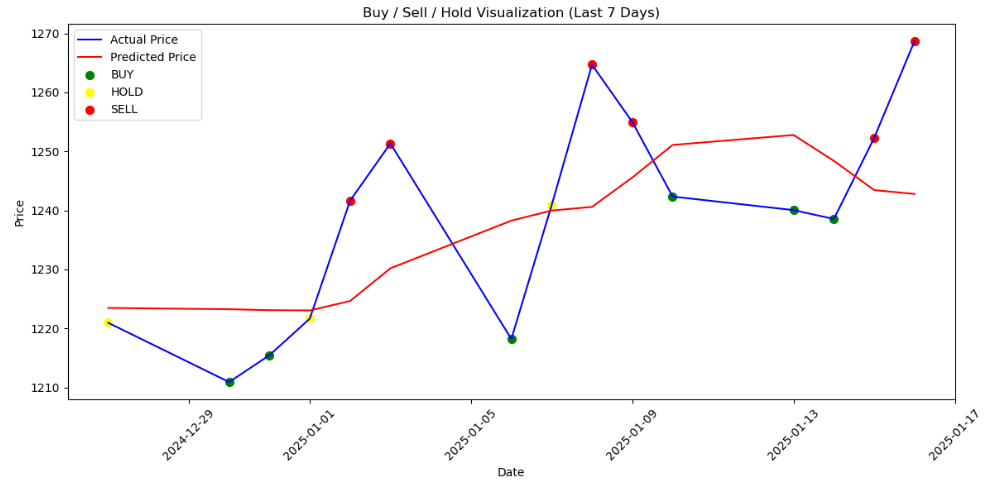 Buy / Sell / Hold Visualization (Last 7 Days)
Actual Price
Predicted Price
BUY
HOLD
SELL
Price
1270
1260
1250
1240
1230
1220
1210
2024-12-29
2025-01-01
2025-01-05
2025-01-09
2025-01-13
2025-01-17
Date